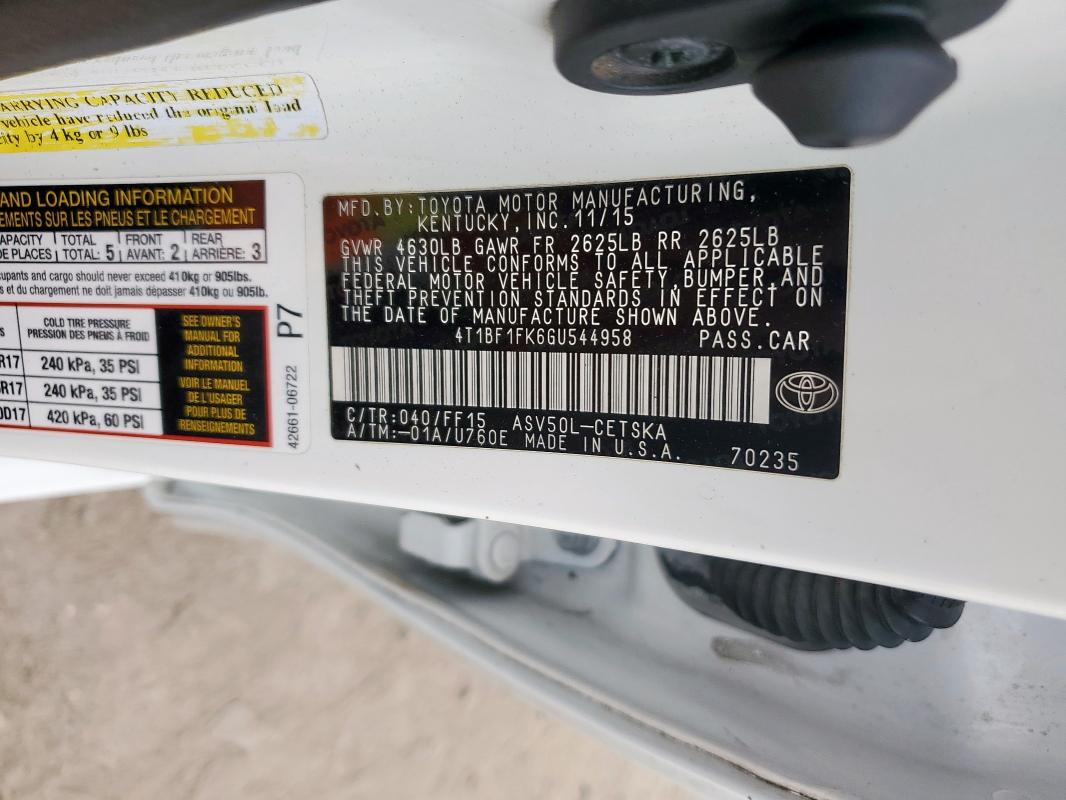 ARRYING CAPACITY REDUCED
vehicle have reduced the original load
ity by 4 kg or 9 lbs
AND LOADING INFORMATION
EMENTS SUR LES PNEUS ET LE CHARGEMENT
APACITY TOTAL FRONT REAR
DE PLACES TOTAL: 5 AVANT: 2 ARRIÈRE: 3
cupants and cargo should never exceed 410kg or 905lbs.
s et du chargement ne doit jamais dépasser 410kg ou 905lb.
COLD TIRE PRESSURE
PRESSION DES PNEUS À FROID
R17 240 kPa, 35 PSI
R17 240 kPa, 35 PSI
0D17 420 kPa, 60 PSI
SEE OWNER'S
MANUAL FOR
ADDITIONAL
INFORMATION
VOIR LE MANUEL
DE L'USAGER
POUR PLUS DE
RENSEIGNEMENTS
P7
42661-06722
MFD.BY:TOYOTA MOTOR MANUFACTURING,
KENTUCKY,INC.11/15
GVWR 4630LB GAWR FR 2625LB RR 2625LB
THIS VEHICLE CONFORMS TO ALL APPLICABLE
FEDERAL MOTOR VEHICLE SAFETY,BUMPER,AND
THEFT PREVENTION STANDARDS IN EFFECT ON
THE DATE OF MANUFACTURE SHOWN ABOVE.
4T1BF1FK6GU544958 PASS.CAR
C/TR:040/FF15 ASV50L-CETSKA
A/TM:-01A/U760E MADE IN U.S.A. 70235